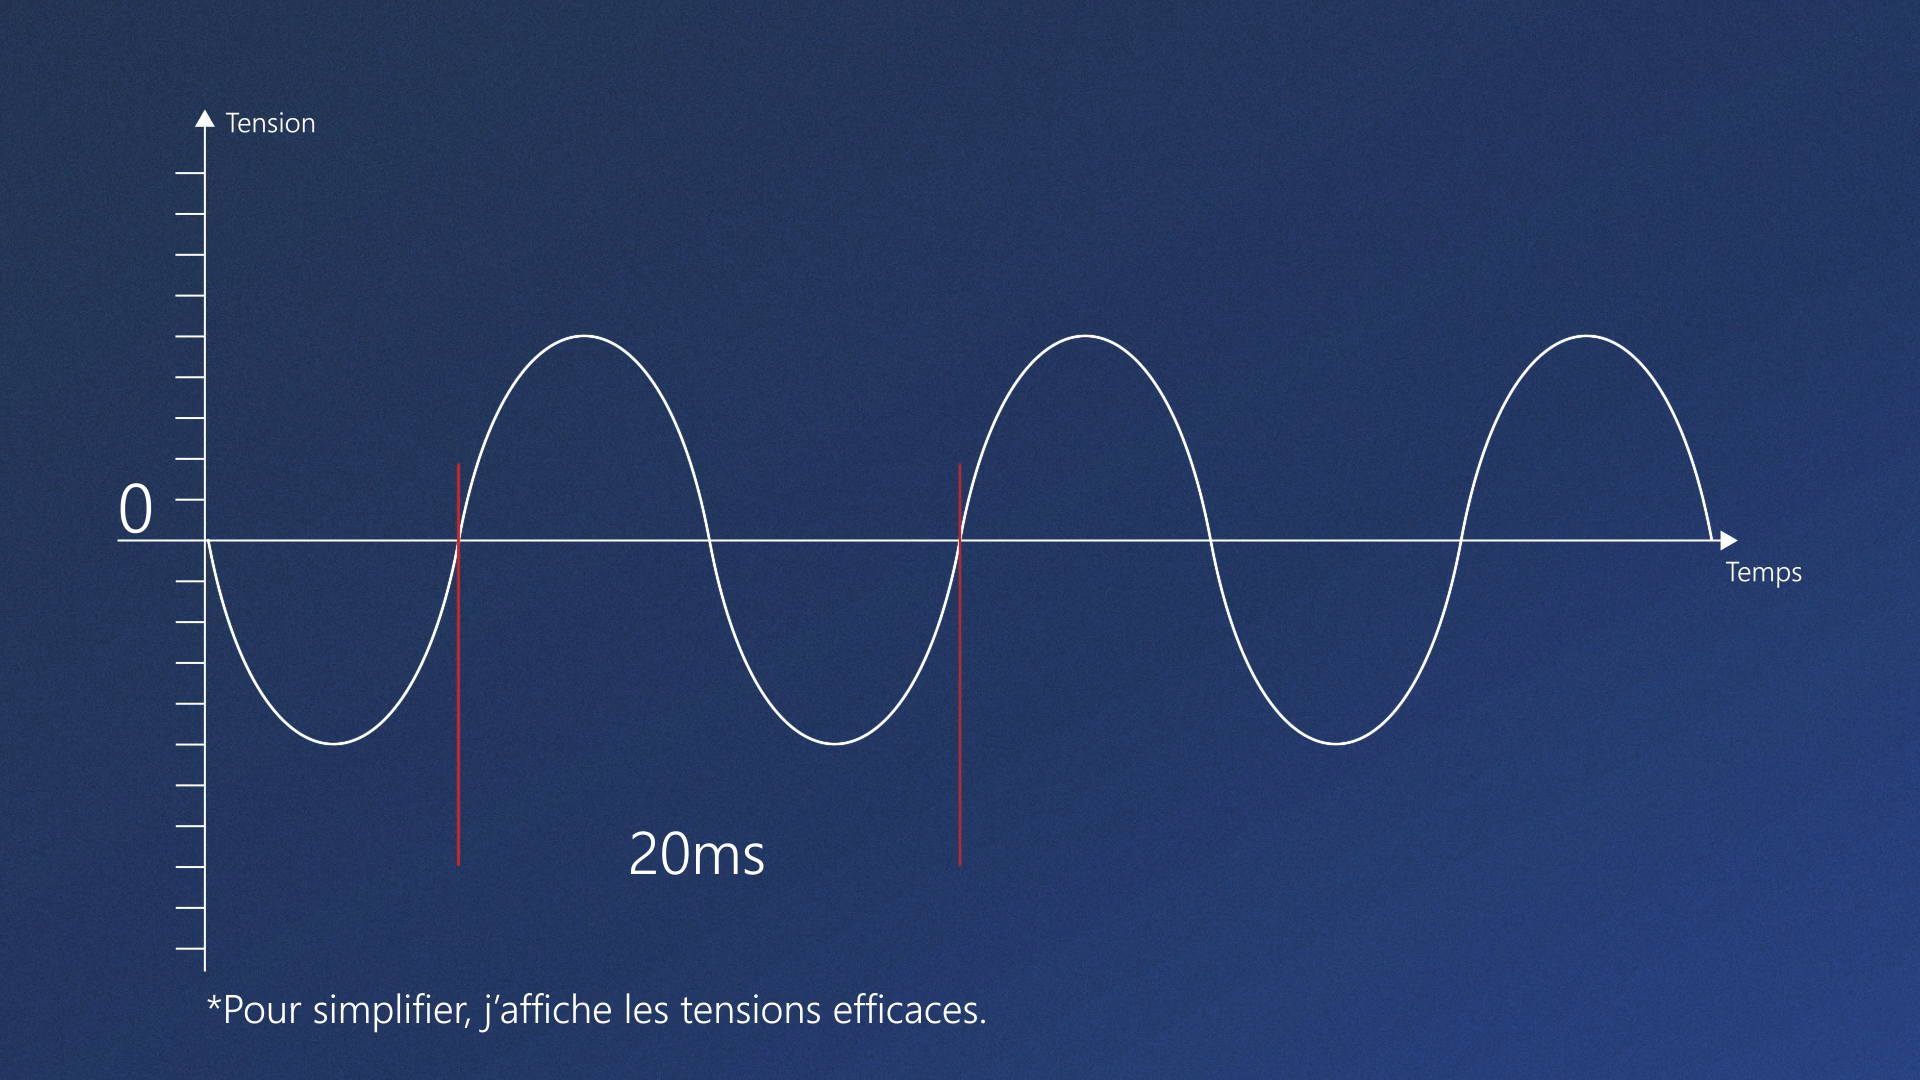 Tension
0
Temps
20ms
*Pour simplifier, j’affiche les tensions efficaces.